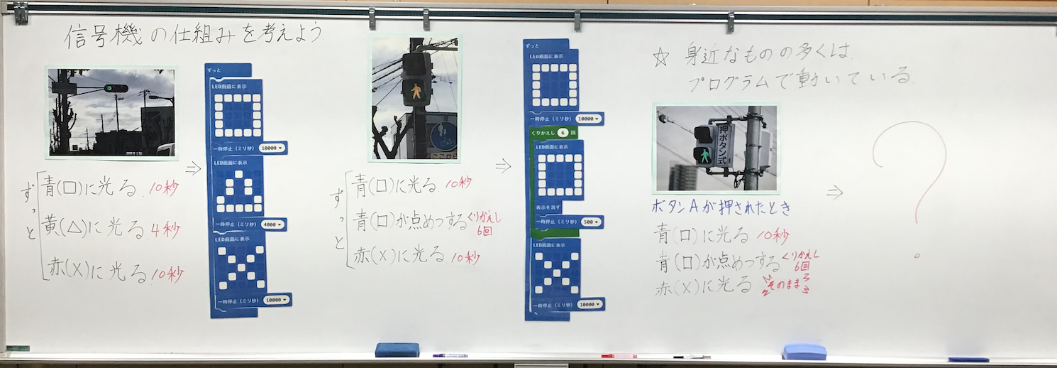 信号機の仕組みを考えよう
ずっと
青(□)に光る 10秒
黄(△)に光る 4秒
赤(×)に光る 10秒
ずっと
LED画面に表示
一時停止(ミリ秒) 10000
LED画面に表示
一時停止(ミリ秒) 4000
LED画面に表示
一時停止(ミリ秒) 10000
ずっと
青(□)に光る 10秒
青(□)が点めつする くりかえし 6回
赤(×)に光る 10秒
ずっと
LED画面に表示
一時停止(ミリ秒) 10000
くりかえし 6 回
LED画面に表示
表示を消す
一時停止(ミリ秒) 500
LED画面に表示
一時停止(ミリ秒) 10000
☆ 身近なものの多くは
プログラムで動いている
押ボタン式
ボタンAが押されたとき
青(□)に光る 10秒
青(□)が点めつする くりかえし 6回
赤(×)に光る
?